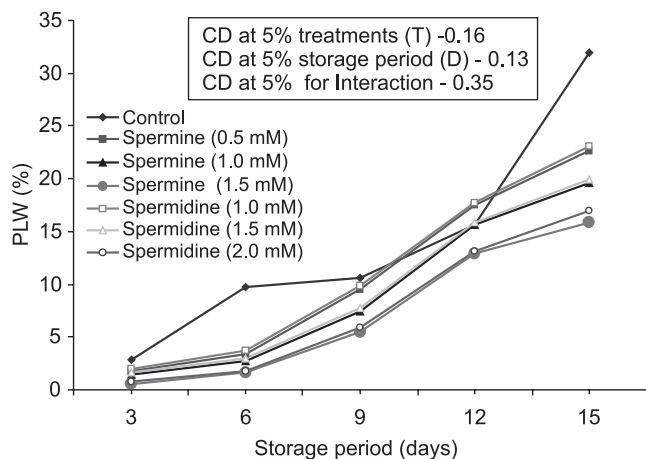 35
30
25
20
15
10
5
0
PLW (%)
CD at 5% treatments (T) -0.16
CD at 5% storage period (D) - 0.13
CD at 5%  for Interaction - 0.35
Control
Spermine (0.5 mM)
Spermine (1.0 mM)
Spermine  (1.5 mM)
Spermidine (1.0 mM)
Spermidine (1.5 mM)
Spermidine (2.0 mM)
3 6 9 12 15
Storage period (days)